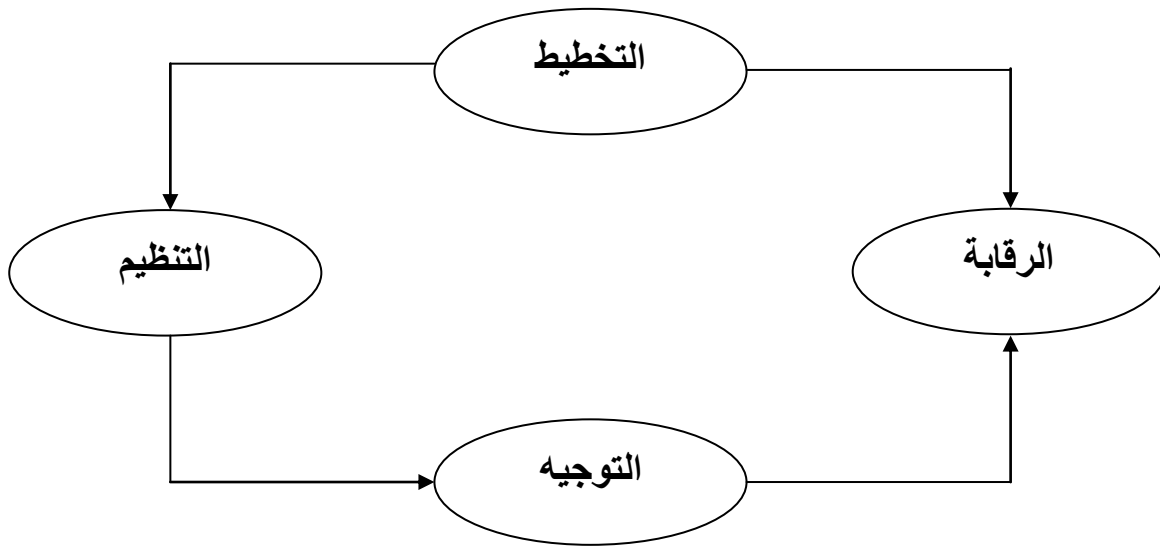 التخطيط
الرقابة
التنظيم
التوجيه